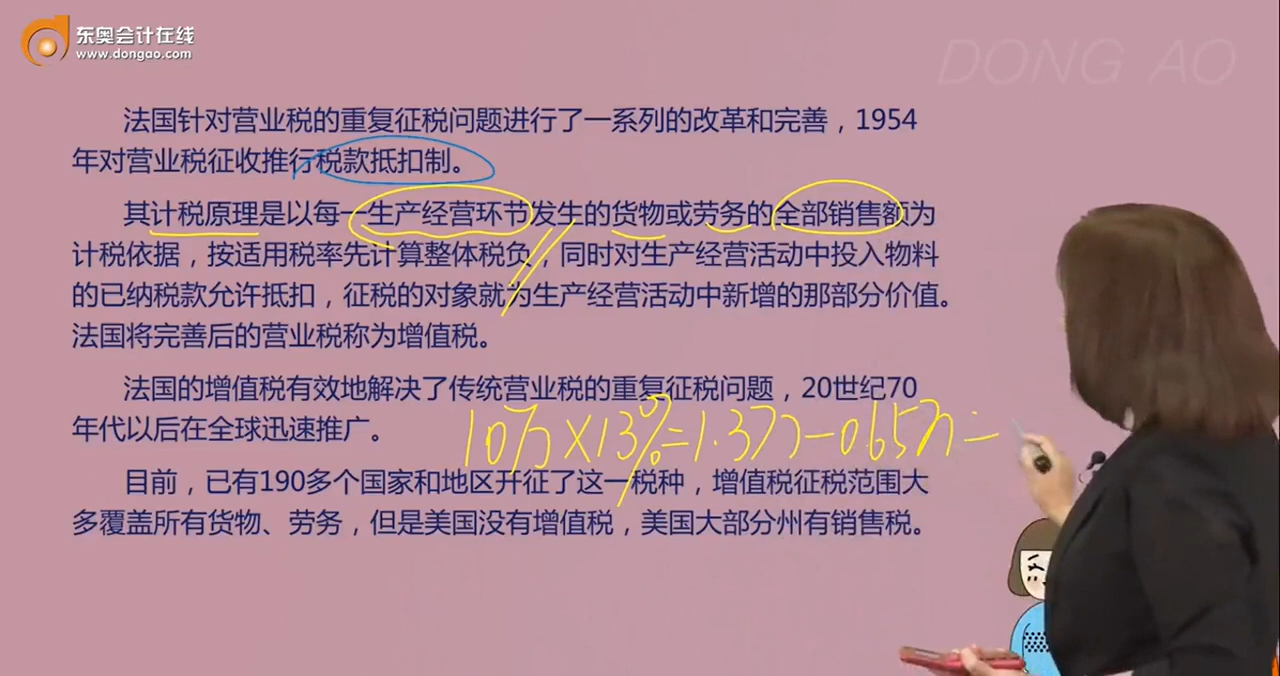 东奥会计在线
www.dongao.com
DONG AO
法国针对营业税的重复征税问题进行了一系列的改革和完善，1954
年对营业税征收推行税款抵扣制。
其计税原理是以每一生产经营环节发生的货物或劳务的全部销售额为
计税依据，按适用税率先计算整体税负，同时对生产经营活动中投入物料
的已纳税款允许抵扣，征税的对象就为生产经营活动中新增的那部分价值。
法国将完善后的营业税称为增值税。
法国的增值税有效地解决了传统营业税的重复征税问题，20世纪70
年代以后在全球迅速推广。
10万×13%=1.3万-0.65万=
目前，已有190多个国家和地区开征了这一税种，增值税征税范围大
多覆盖所有货物、劳务，但是美国没有增值税，美国大部分州有销售税。